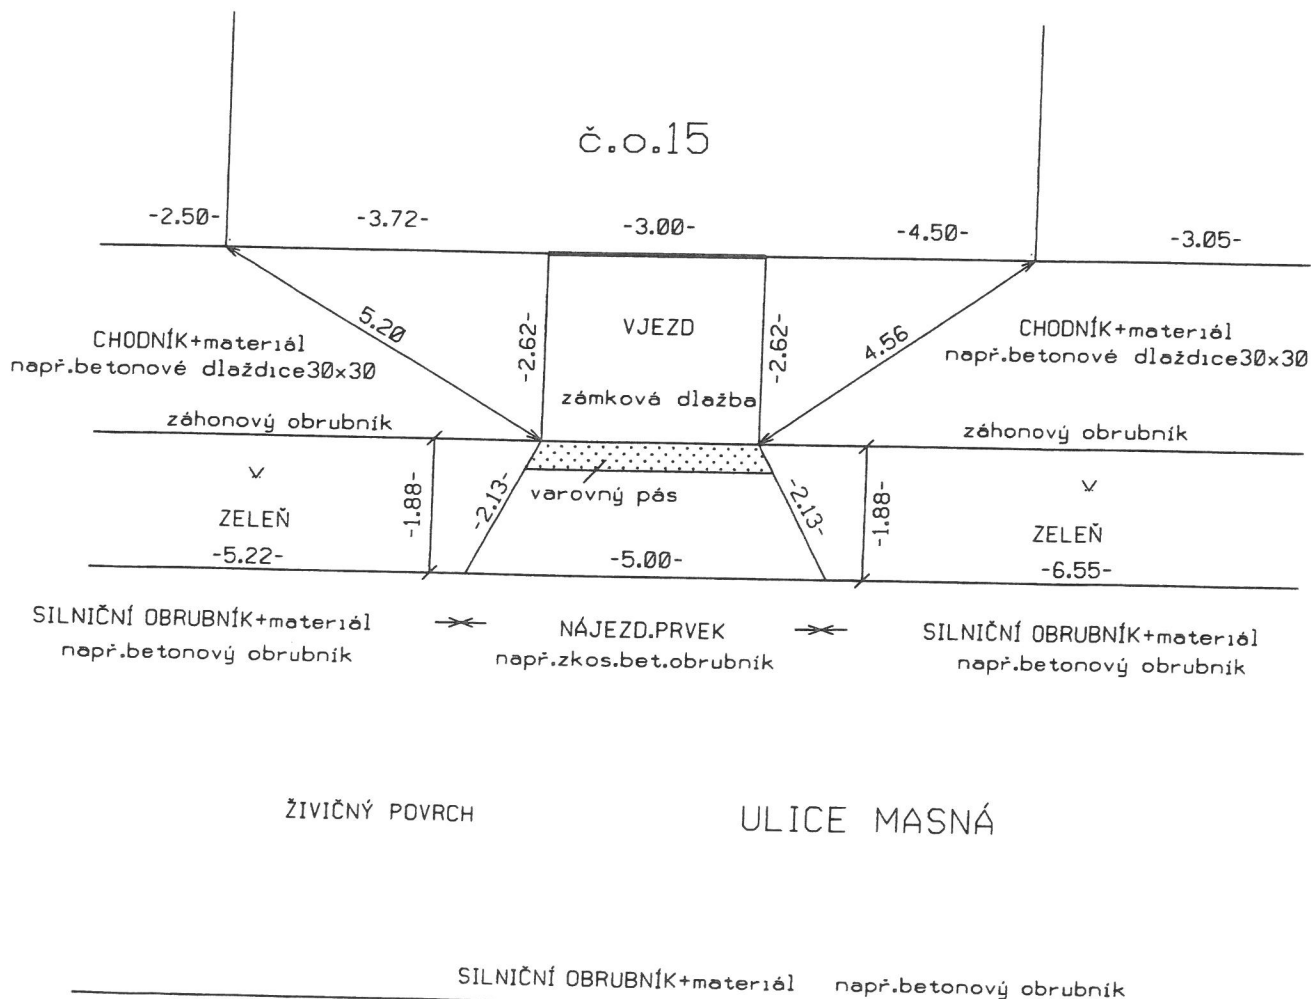 č.o.15
-2.50-
-3.72-
-3.00-
-4.50-
-3.05-
5.20
-2.62-
VJEZD
-2.62-
4.56
CHODNÍK+materiál
např.betonové dlaždice30x30
CHODNÍK+materiál
např.betonové dlaždice30x30
zámková dlažba
záhonový obrubník
záhonový obrubník
ZELEŇ
-5.22-
-1.88-
-2.13-
varovný pás
-5.00-
-2.13-
-1.88-
ZELEŇ
-6.55-
SILNIČNÍ OBRUBNÍK+materiál
např.betonový obrubník
NÁJEZD.PRVEK
např.zkos.bet.obrubník
SILNIČNÍ OBRUBNÍK+materiál
např.betonový obrubník
ŽIVIČNÝ POVRCH
ULICE MASNÁ
SILNIČNÍ OBRUBNÍK+materiál např.betonový obrubník